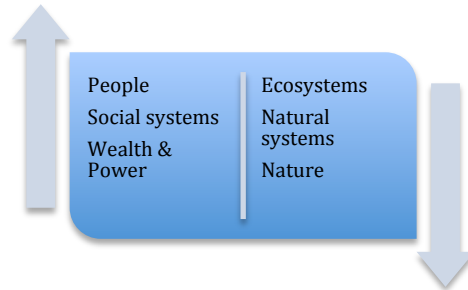 People
Social systems
Wealth &
Power
Ecosystems
Natural
systems
Nature